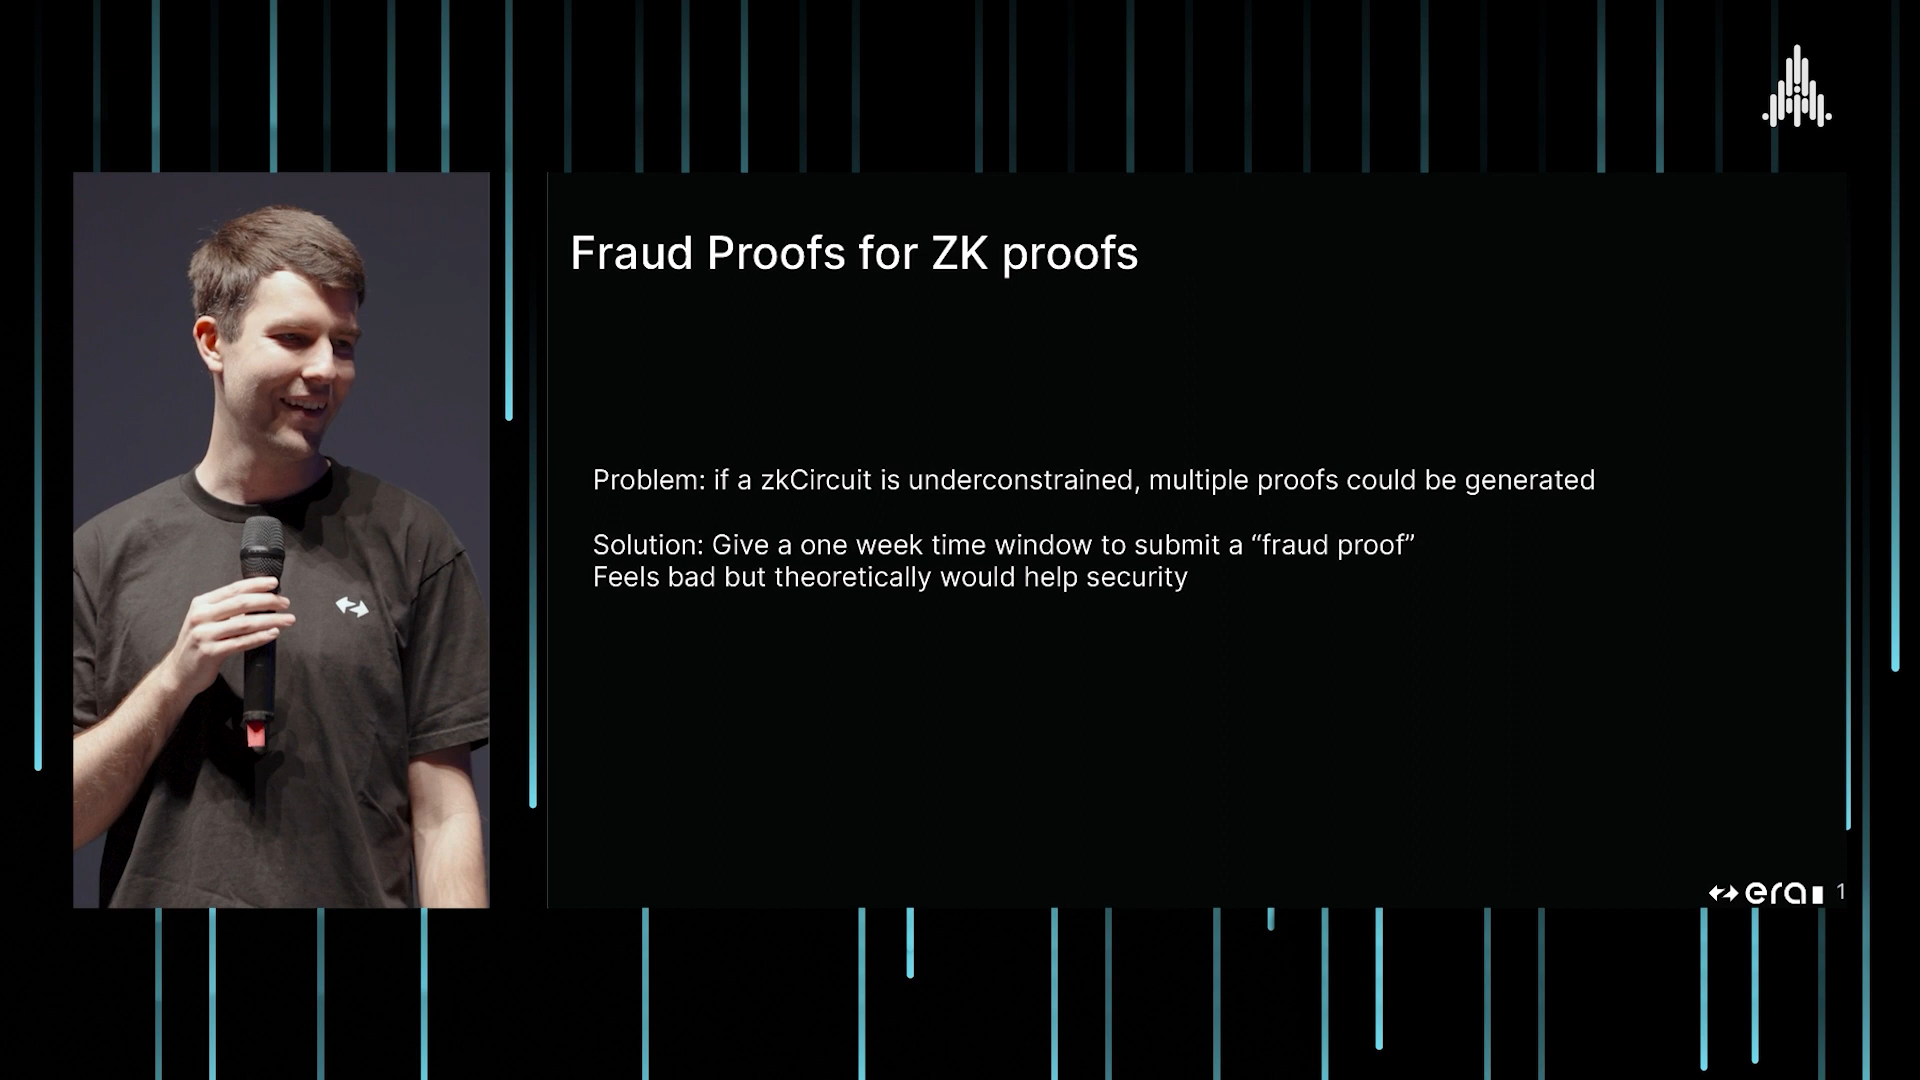 Fraud Proofs for ZK proofs
Problem: if a zkCircuit is underconstrained, multiple proofs could be generated
Solution: Give a one week time window to submit a “fraud proof”
Feels bad but theoretically would help security
era
1